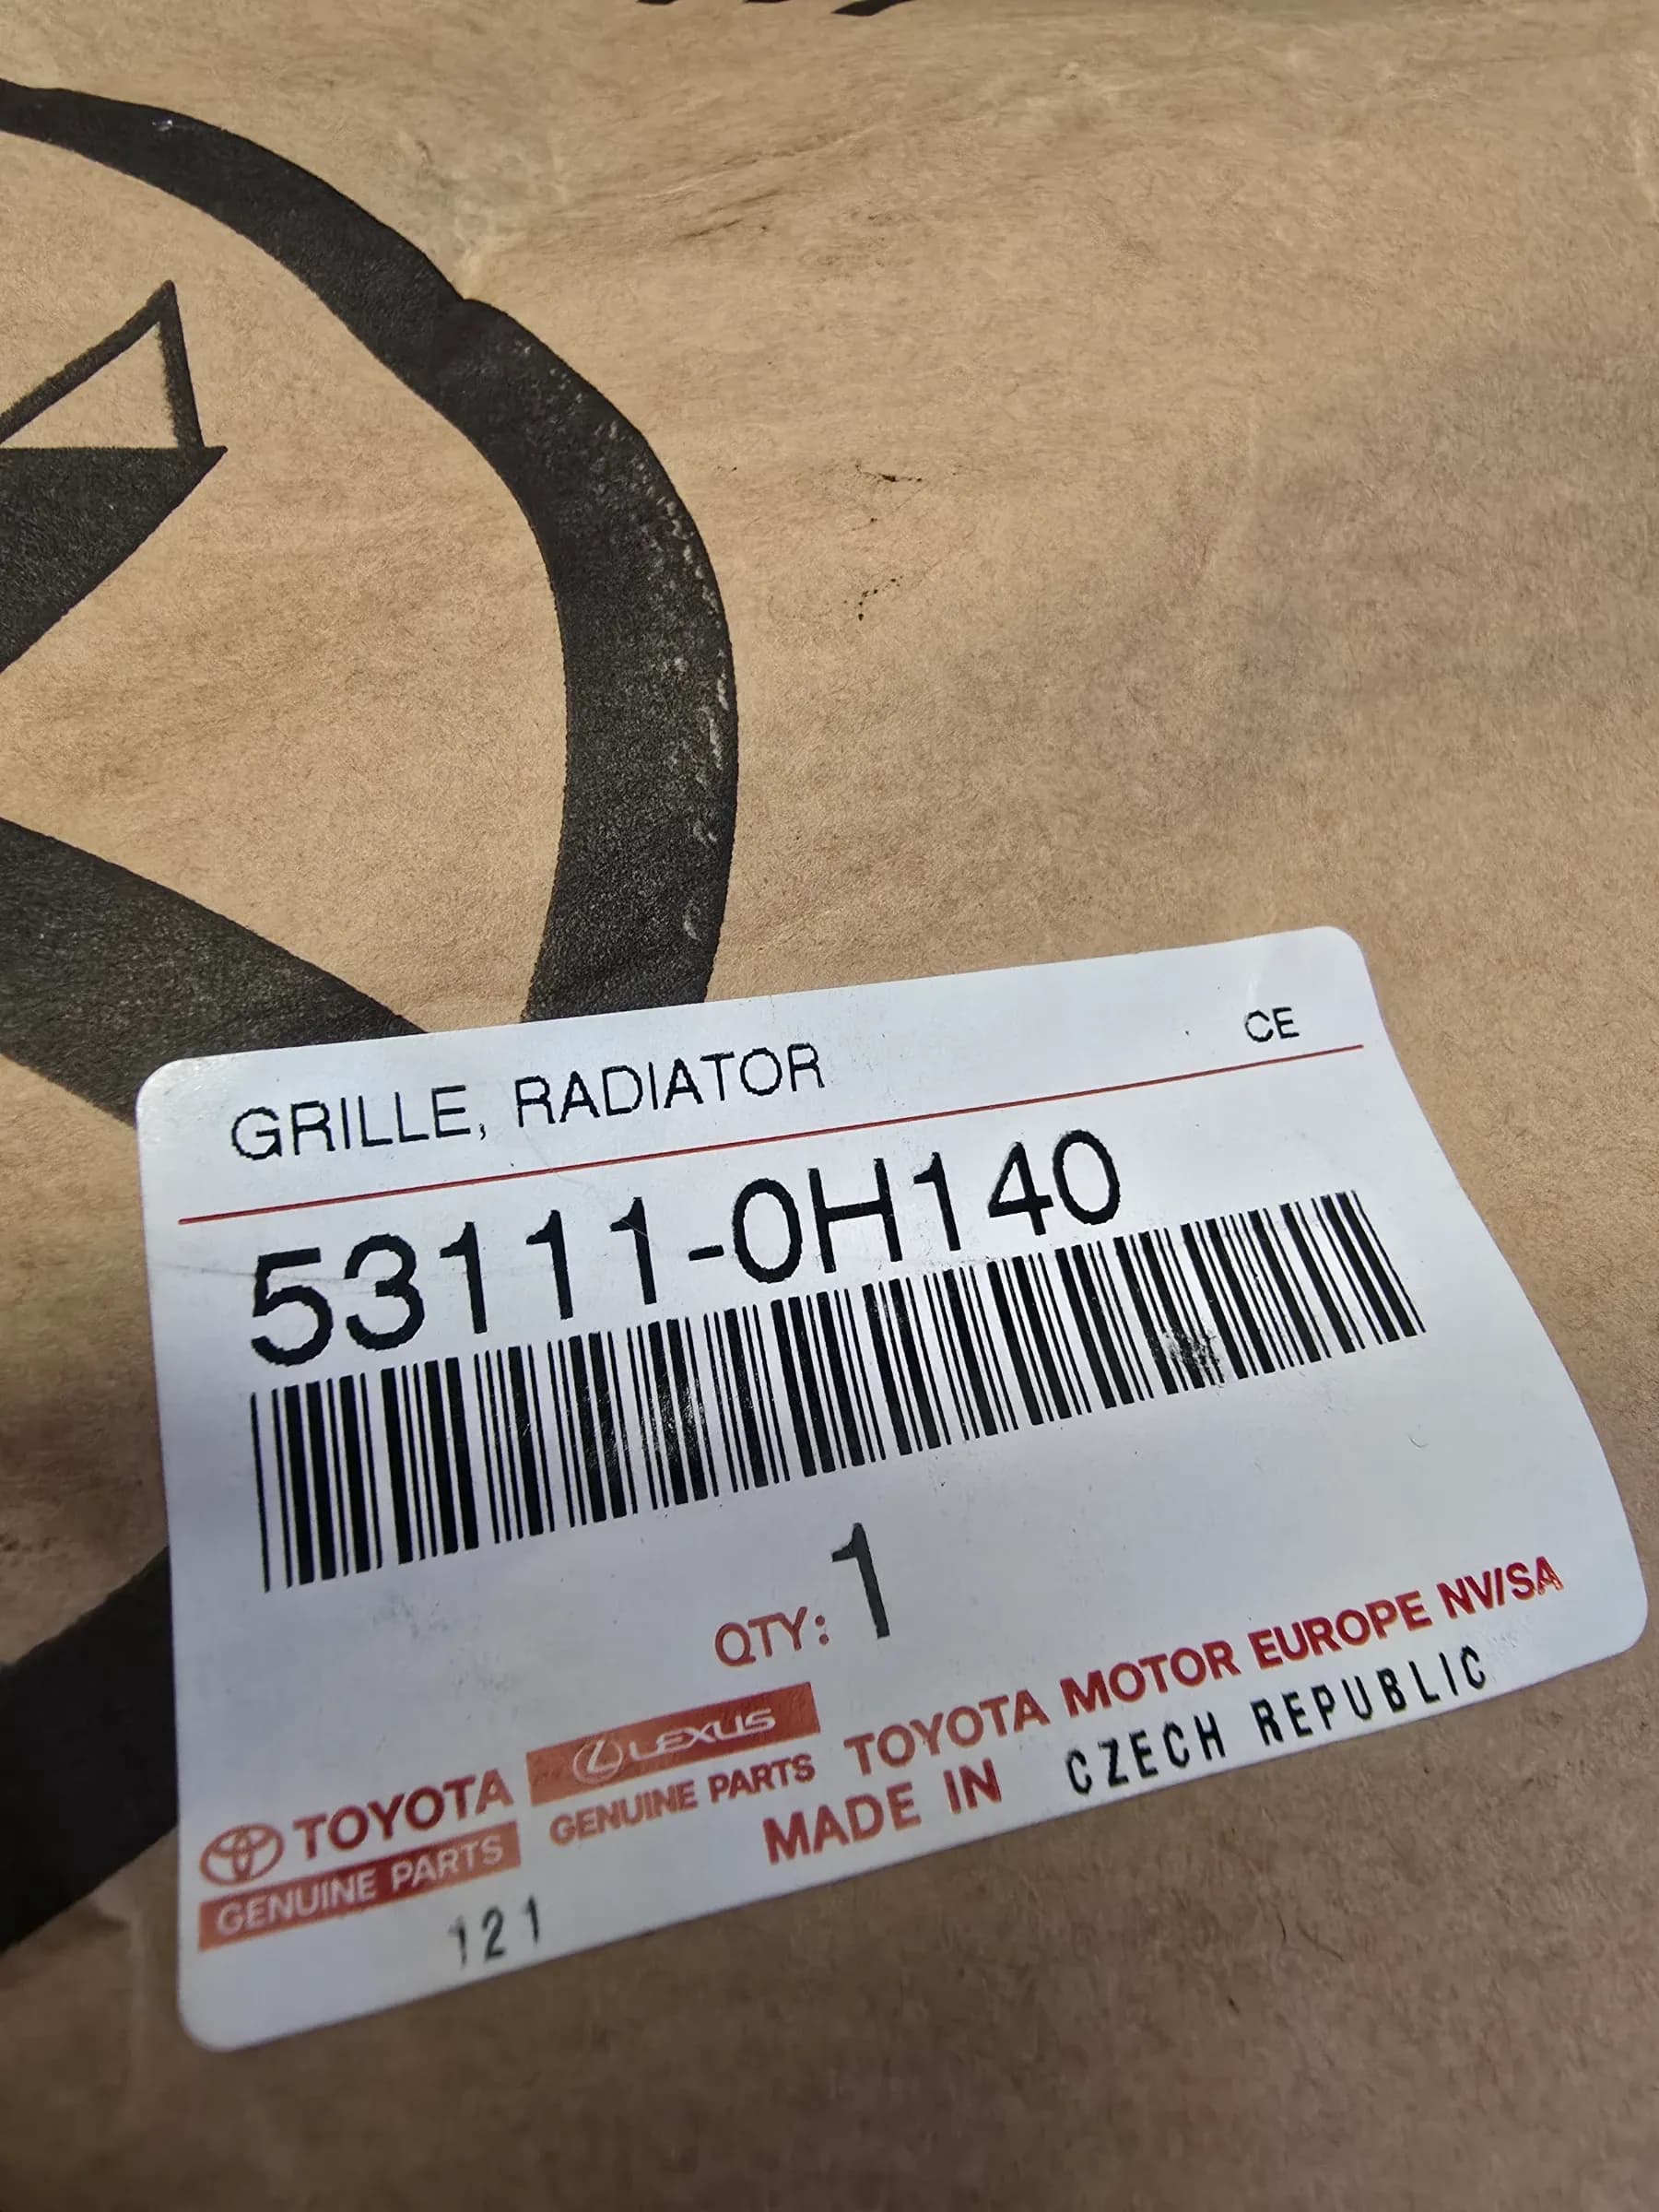 GRILLE, RADIATOR
CE
53111-0H140
QTY: 1
TOYOTA
GENUINE PARTS
LEXUS
GENUINE PARTS
TOYOTA MOTOR EUROPE NV/SA
MADE IN CZECH REPUBLIC
121